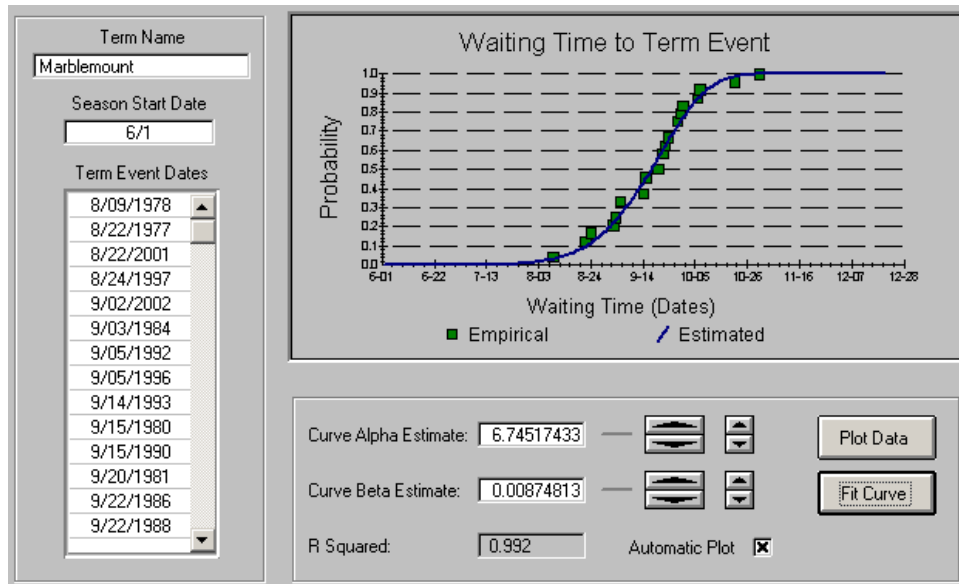 Term Name
Marblemount
Season Start Date
6/1
Term Event Dates
8/09/1978
8/22/1977
8/22/2001
8/24/1997
9/02/2002
9/03/1984
9/05/1992
9/05/1996
9/14/1993
9/15/1980
9/15/1990
9/20/1981
9/22/1986
9/22/1988
Waiting Time to Term Event
Probability
1.0
0.9
0.8
0.7
0.6
0.5
0.4
0.3
0.2
0.1
0.0
6-01 6-22 7-13 8-03 8-24 9-14 10-05 10-26 11-16 12-07 12-28
Waiting Time (Dates)
Empirical Estimated
Curve Alpha Estimate: 6.74517433
Plot Data
Curve Beta Estimate: 0.00874813
Fit Curve
R Squared: 0.992 Automatic Plot